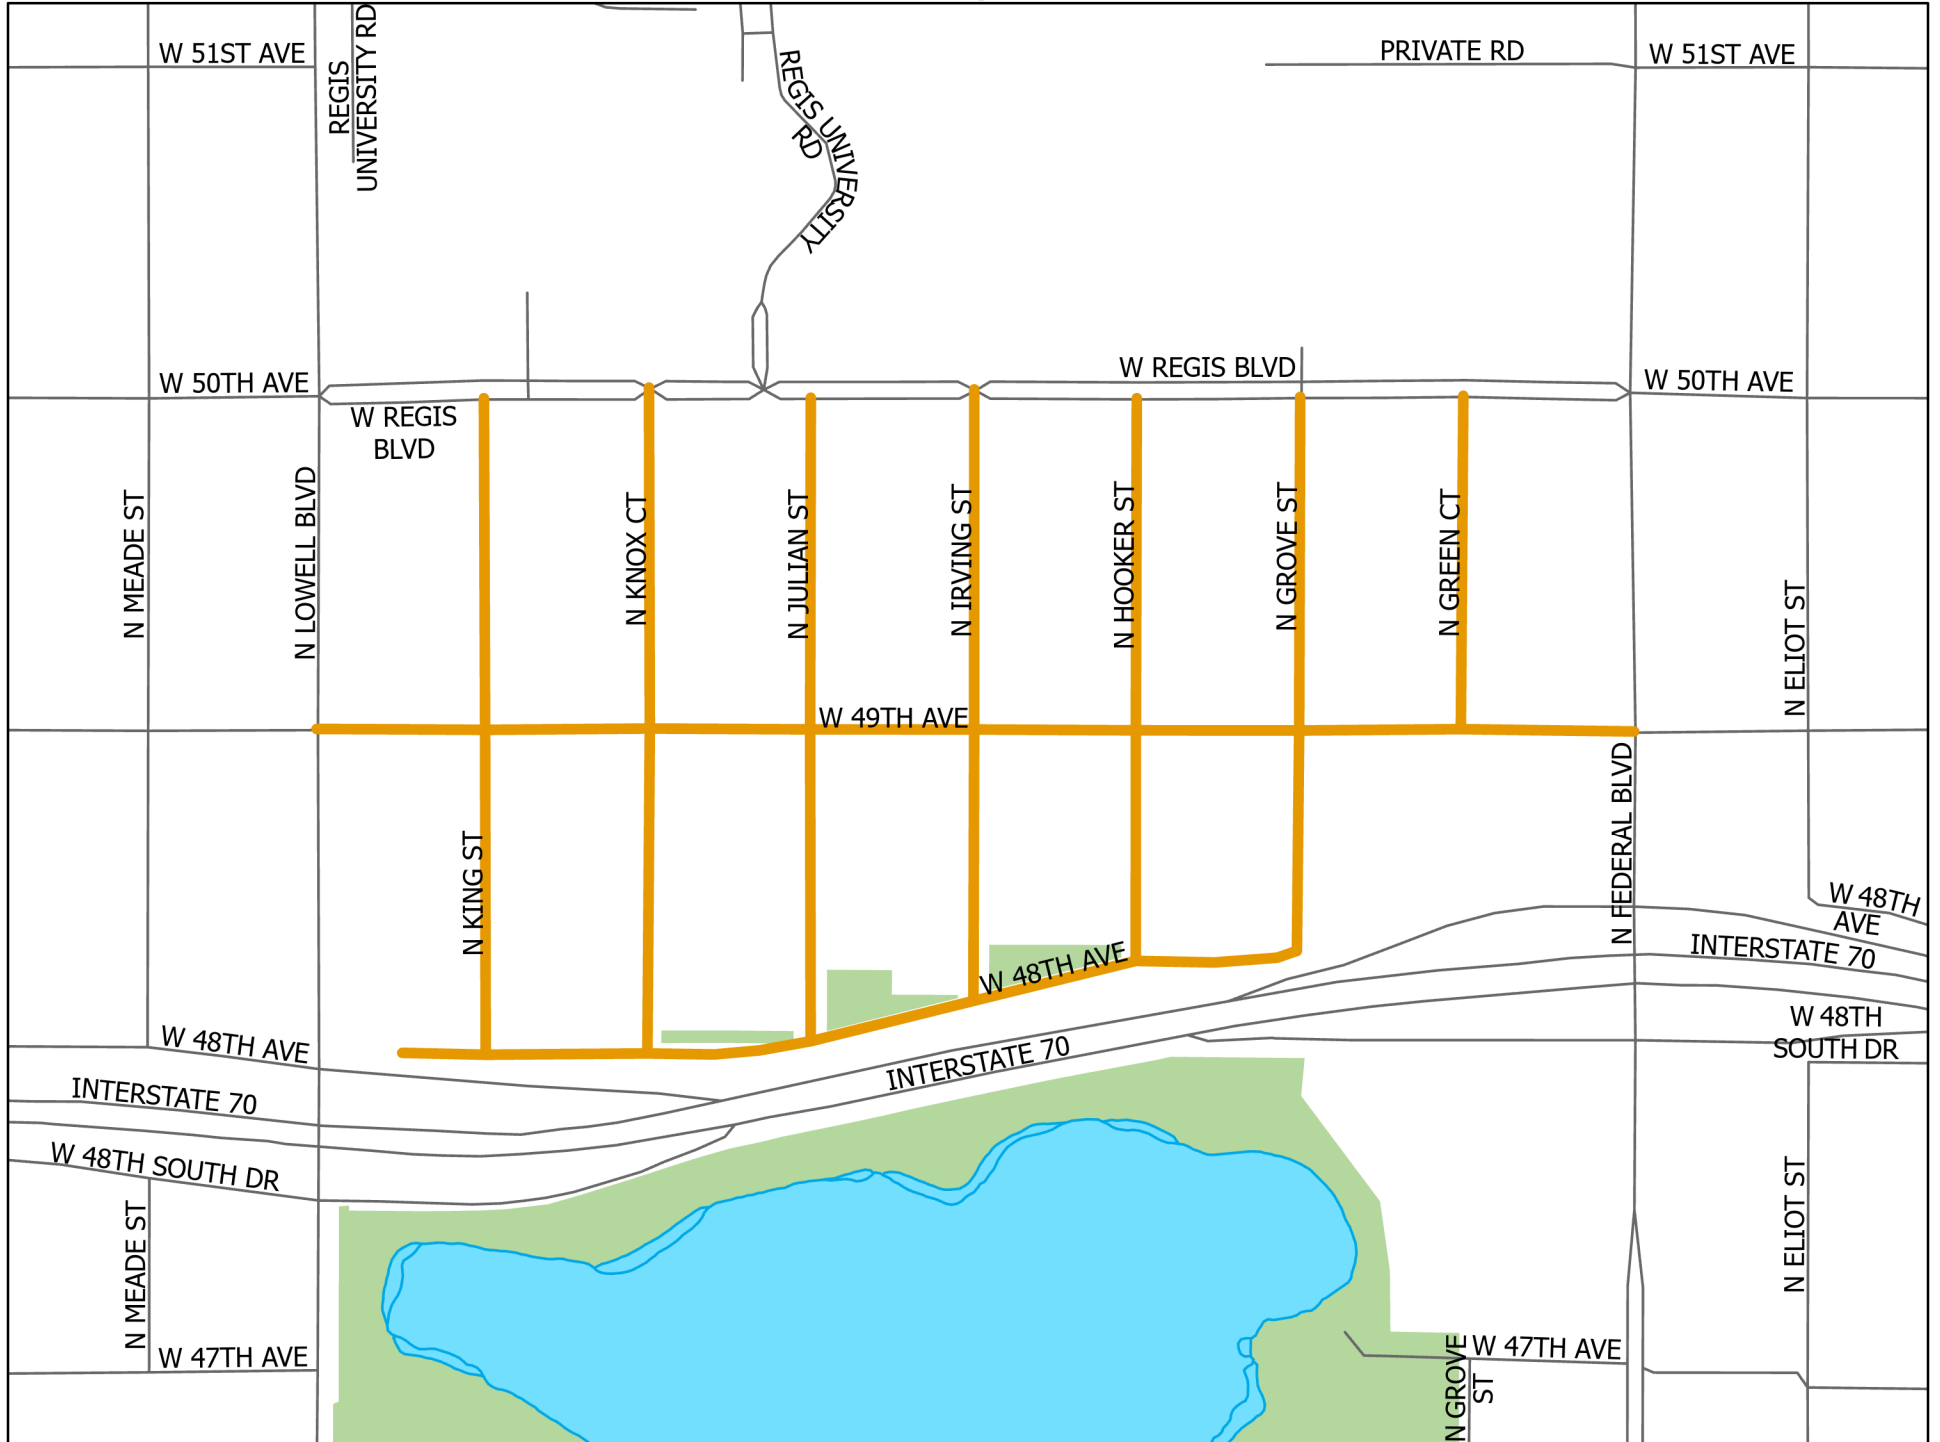 W 51ST AVE
REGIS
UNIVERSITY RD
REGIS UNIVERSITY
RD
PRIVATE RD
W 51ST AVE
W 50TH AVE
W REGIS
BLVD
W REGIS BLVD
W 50TH AVE
N MEADE ST
N LOWELL BLVD
N KNOX CT
N JULIAN ST
N IRVING ST
N HOOKER ST
N GROVE ST
N GREEN CT
N ELIOT ST
W 49TH AVE
N KING ST
N FEDERAL BLVD
W 48TH
AVE
W 48TH AVE
INTERSTATE 70
W 48TH AVE
INTERSTATE 70
W 48TH
SOUTH DR
INTERSTATE 70
W 48TH SOUTH DR
N MEADE ST
N ELIOT ST
W 47TH AVE
N GROVE
ST
W 47TH AVE